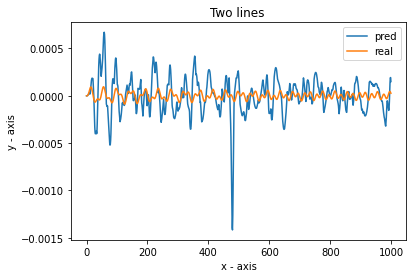 Two lines
pred
real
0.0005
0.0000
−0.0005
−0.0010
−0.0015
y - axis
0
200
400
600
800
1000
x - axis